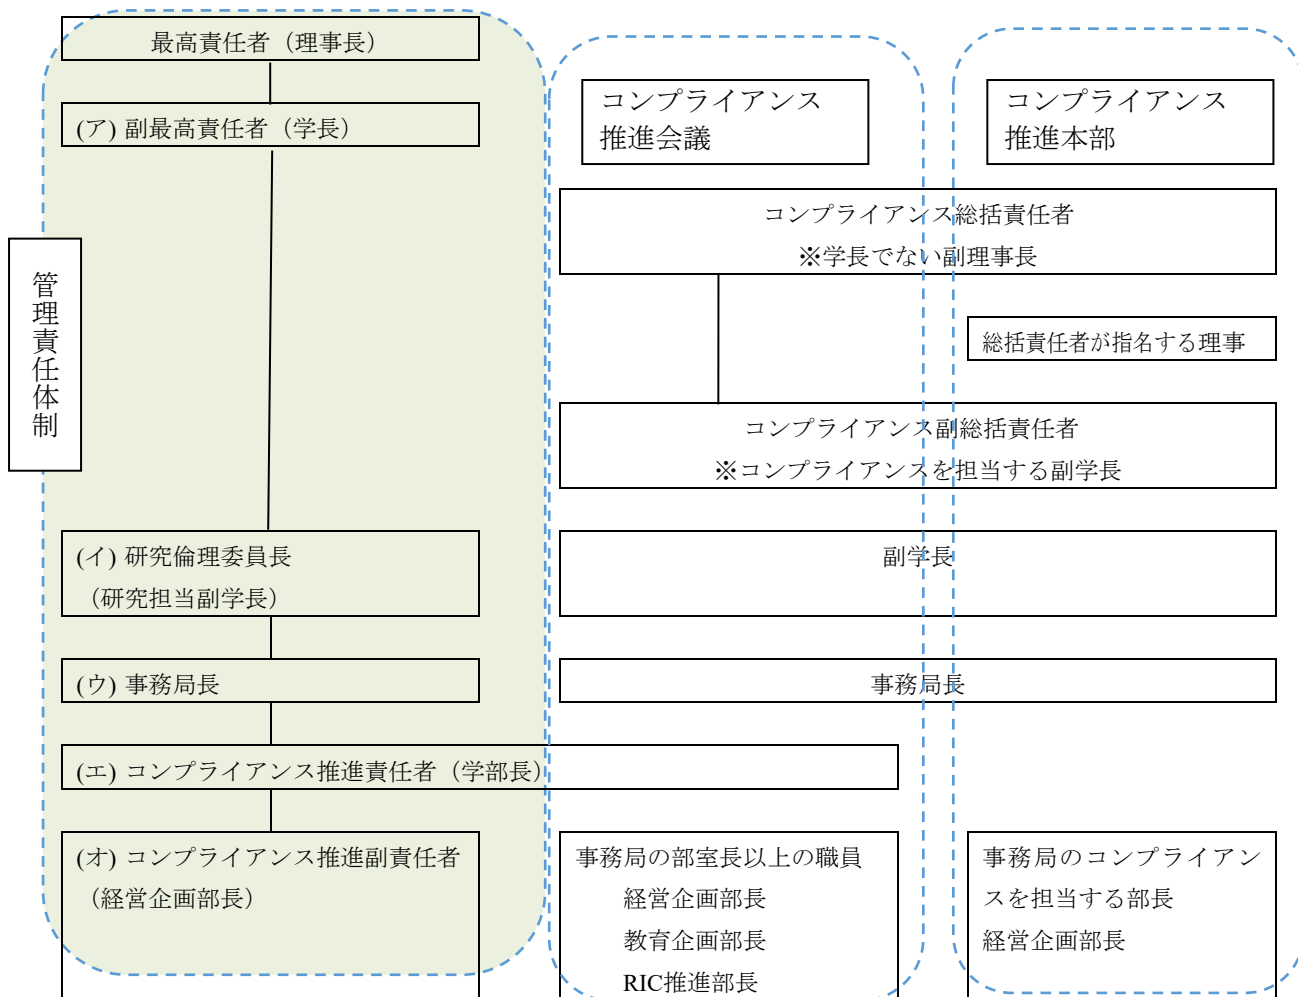 管理責任体制
最高責任者（理事長）
(ア) 副最高責任者（学長）
(イ) 研究倫理委員長
（研究担当副学長）
(ウ) 事務局長
(エ) コンプライアンス推進責任者（学部長）
(オ) コンプライアンス推進副責任者
（経営企画部長）
コンプライアンス
推進会議
コンプライアンス
推進本部
コンプライアンス総括責任者
※学長でない副理事長
総括責任者が指名する理事
コンプライアンス副総括責任者
※コンプライアンスを担当する副学長
副学長
事務局長
事務局の部室長以上の職員
経営企画部長
教育企画部長
RIC推進部長
事務局のコンプライアン
スを担当する部長
経営企画部長